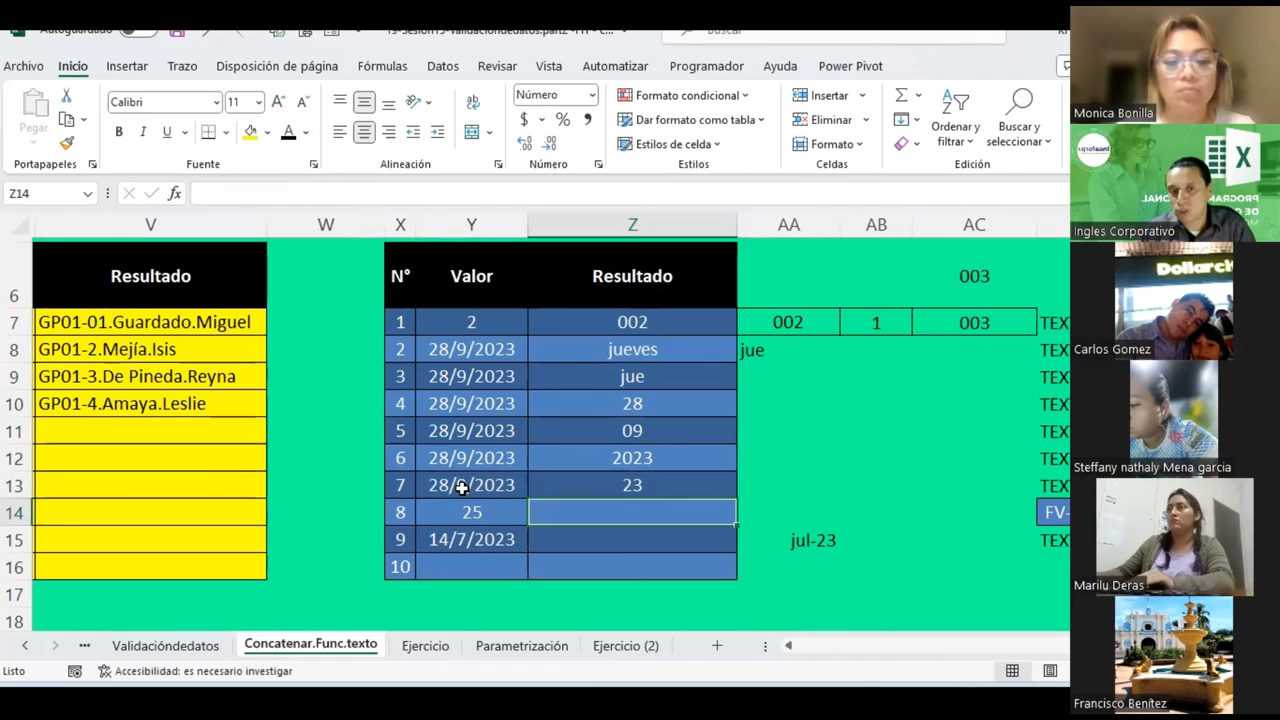 Autoguardado
Buscar
Archivo Inicio Insertar Trazo Disposición de página Fórmulas Datos Revisar Vista Automatizar Programador Ayuda Power Pivot
Pegar
Calibri 11
N K S
ab
Número
$ % 000
Formato condicional
Dar formato como tabla
Estilos de celda
Insertar
Eliminar
Formato
Ordenar y filtrar
Buscar y seleccionar
Portapapeles Fuente Alineación Número Estilos Celdas Edición
Z14 fx
V W X Y Z AA AB AC
6 Resultado N° Valor Resultado 003
7 GP01-01.Guardado.Miguel 1 2 002 002 1 003 TEX
8 GP01-2.Mejía.Isis 2 28/9/2023 jueves jue TEX
9 GP01-3.De Pineda.Reyna 3 28/9/2023 jue TEX
10 GP01-4.Amaya.Leslie 4 28/9/2023 28 TEX
11 5 28/9/2023 09 TEX
12 6 28/9/2023 2023 TEX
13 7 28/9/2023 23 TEX
14 8 25 FV-
15 9 14/7/2023 jul-23 TEX
16 10
17
18
Validacióndedatos Concatenar.Func.texto Ejercicio Parametrización Ejercicio (2)
Listo Accesibilidad: es necesario investigar
Monica Bonilla
Ingles Corporativo
Dollarci
Carlos Gomez
Steffany nathaly Mena garcia
Marilu Deras
Francisco Benítez